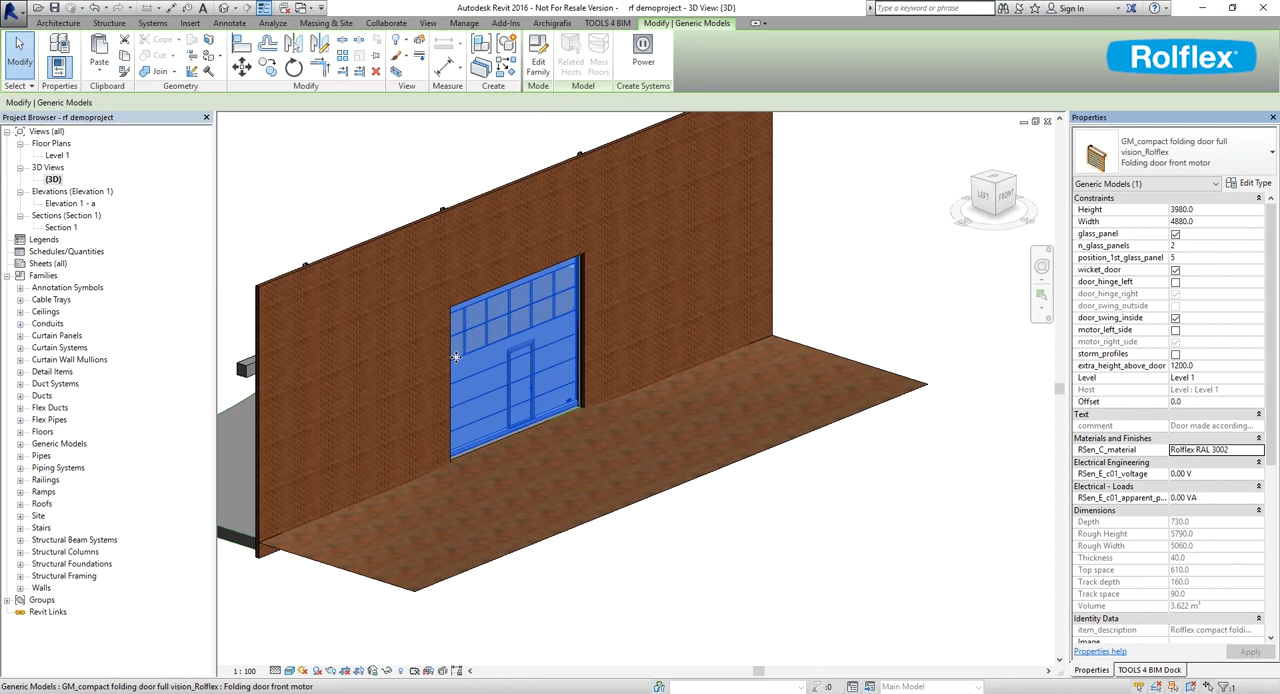 Autodesk Revit 2016 - Not For Resale Version - rf demoproject - 3D View: {3D}
Type a keyword or phrase
Sign In
Architecture Structure Systems Insert Annotate Analyze Massing & Site Collaborate View Manage Add-Ins Archigrafix TOOLS 4 BIM Modify | Generic Models
Modify
Paste
Cope
Cut
Join
Edit Family
Related Hosts
Mass Floors
Power
Select Properties Clipboard Geometry Modify View Measure Create Mode Model Create Systems
Rolflex
Modify | Generic Models
Project Browser - rf demoproject
Views (all)
Floor Plans
Level 1
3D Views
{3D}
Elevations (Elevation 1)
Elevation 1 - a
Sections (Section 1)
Section 1
Legends
Schedules/Quantities
Sheets (all)
Families
Annotation Symbols
Cable Trays
Ceilings
Conduits
Curtain Panels
Curtain Systems
Curtain Wall Mullions
Detail Items
Duct Systems
Ducts
Flex Ducts
Flex Pipes
Floors
Generic Models
Pipes
Piping Systems
Railings
Ramps
Roofs
Site
Stairs
Structural Beam Systems
Structural Columns
Structural Foundations
Structural Framing
Walls
Groups
Revit Links
LEFT FRONT
Properties
GM_compact folding door full vision_Rolflex
Folding door front motor
Generic Models (1) Edit Type
Constraints
Height 3980.0
Width 4880.0
glass_panel
n_glass_panels 2
position_1st_glass_panel 5
wicket_door
door_hinge_left
door_hinge_right
door_swing_outside
door_swing_inside
motor_left_side
motor_right_side
storm_profiles
extra_height_above_door 1200.0
Level Level 1
Host Level : Level 1
Offset 0.0
Text
comment Door made according...
Materials and Finishes
RSen_C_material Rolflex RAL 3002
Electrical Engineering
RSen_E_c01_voltage 0.00 V
Electrical - Loads
RSen_E_c01_apparent_p... 0.00 VA
Dimensions
Depth 730.0
Rough Height 5790.0
Rough Width 5060.0
Thickness 40.0
Top space 610.0
Track depth 160.0
Track space 90.0
Volume 3.622 m³
Identity Data
item_description Rolflex compact foldi...
Image
Properties help Apply
Properties TOOLS 4 BIM Dock
1 : 100
Generic Models : GM_compact folding door full vision_Rolflex : Folding door front motor
:0
Main Model
:1